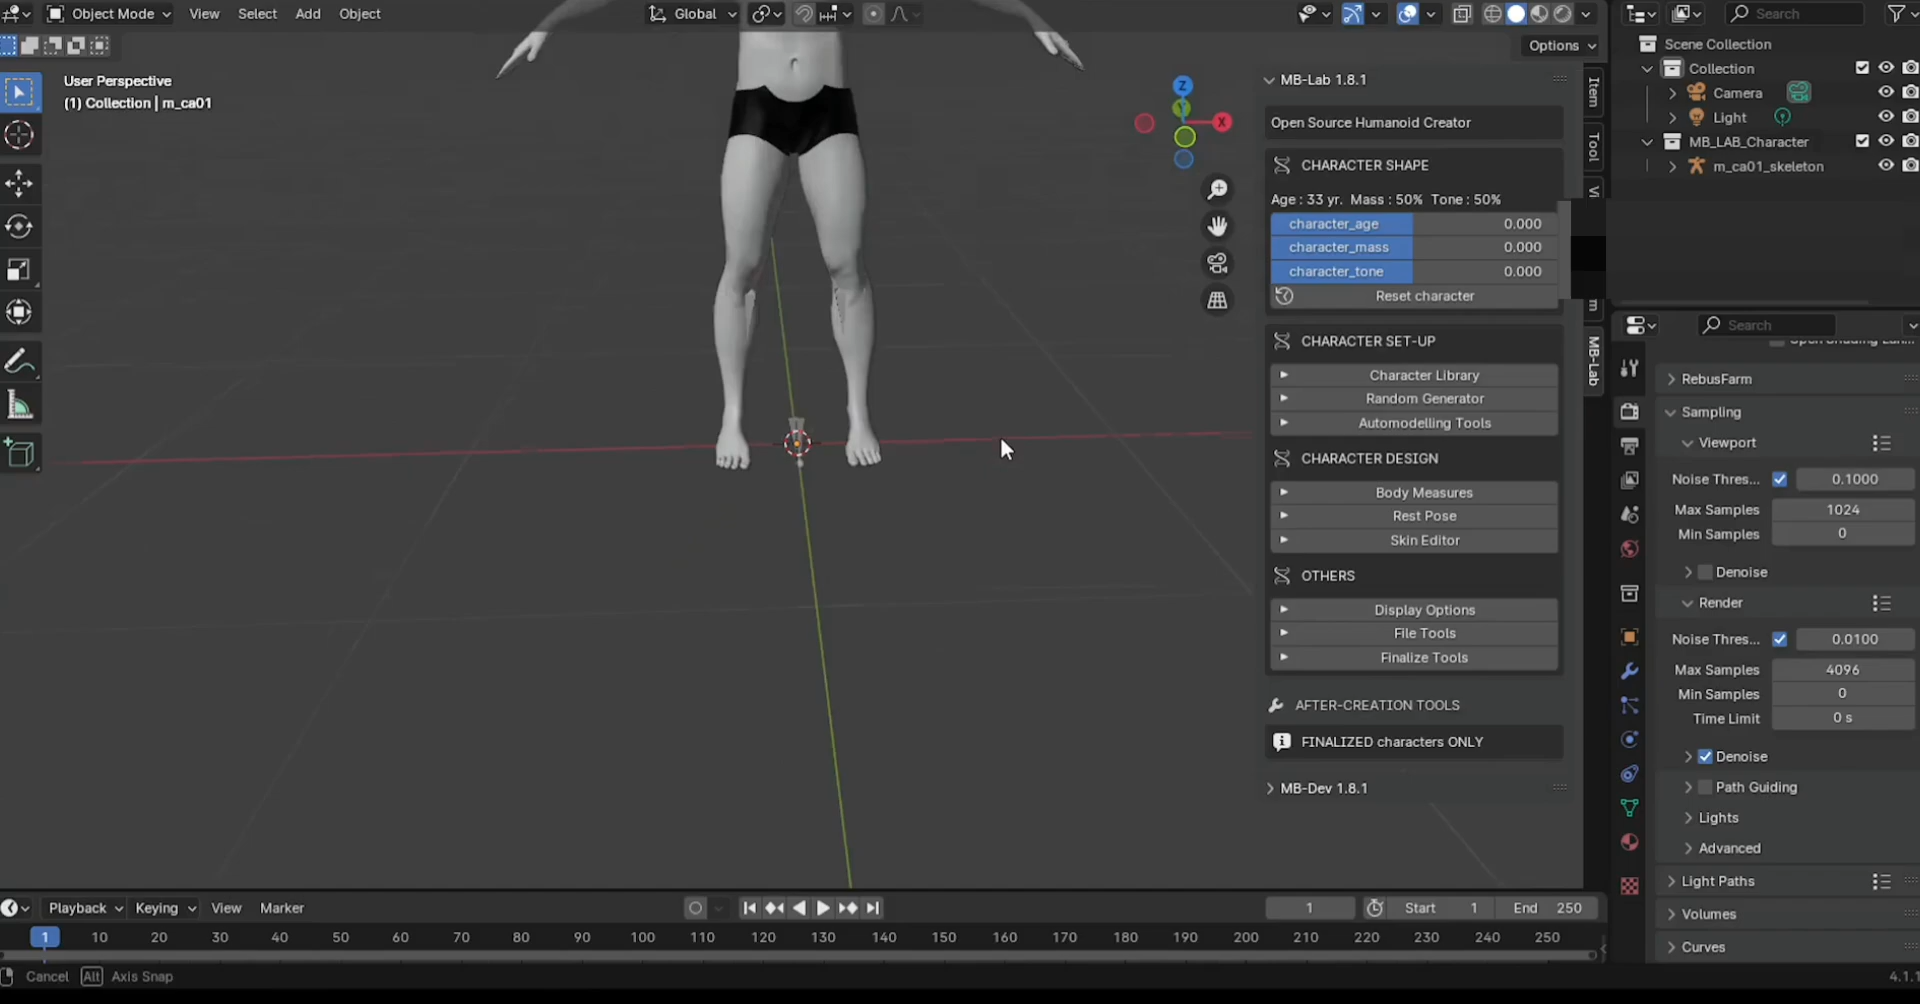 Object Mode View Select Add Object Global Search
Options
User Perspective
(1) Collection | m_ca01
Scene Collection
Collection
Camera
Light
MB_LAB_Character
m_ca01_skeleton
Item
Tool
MB-Lab
MB-Lab 1.8.1
Open Source Humanoid Creator
CHARACTER SHAPE
Age : 33 yr. Mass : 50% Tone : 50%
character_age 0.000
character_mass 0.000
character_tone 0.000
Reset character
CHARACTER SET-UP
Character Library
Random Generator
Automodelling Tools
CHARACTER DESIGN
Body Measures
Rest Pose
Skin Editor
OTHERS
Display Options
File Tools
Finalize Tools
AFTER-CREATION TOOLS
FINALIZED characters ONLY
MB-Dev 1.8.1
Z
Y
X
Search
RebusFarm
Sampling
Viewport
Noise Thres... 0.1000
Max Samples 1024
Min Samples 0
Denoise
Render
Noise Thres... 0.0100
Max Samples 4096
Min Samples 0
Time Limit 0 s
Denoise
Path Guiding
Lights
Advanced
Light Paths
Volumes
Curves
Playback Keying View Marker 1 Start 1 End 250
1 10 20 30 40 50 60 70 80 90 100 110 120 130 140 150 160 170 180 190 200 210 220 230 240 250
Cancel Alt Axis Snap 4.1.1